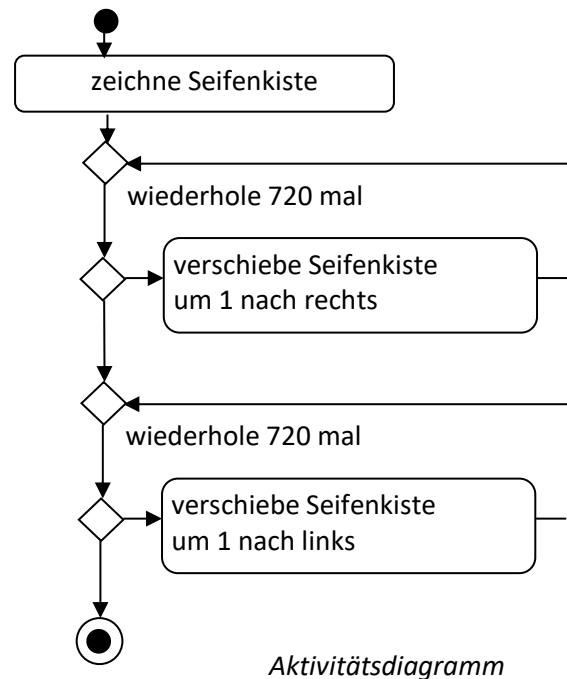 zeichne Seifenkiste
wiederhole 720 mal
verschiebe Seifenkiste
um 1 nach rechts
wiederhole 720 mal
verschiebe Seifenkiste
um 1 nach links
Aktivitätsdiagramm